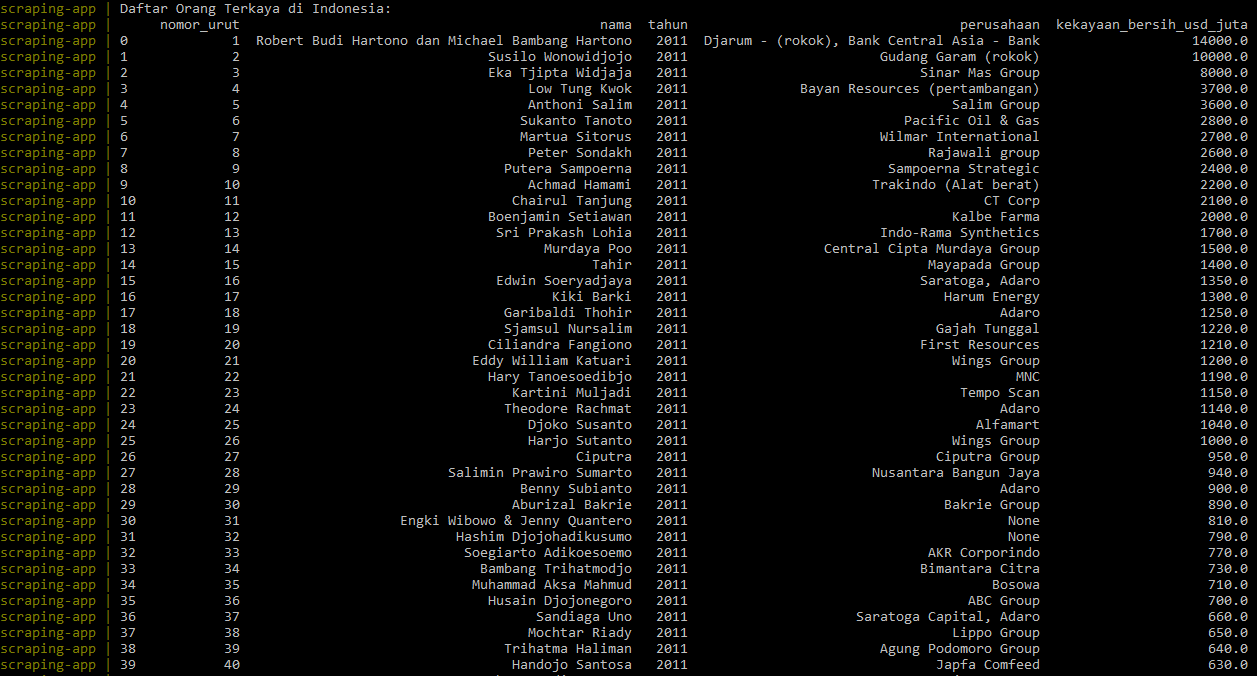 scraping-app | Daftar Orang Terkaya di Indonesia:
scraping-app | nomor_urut nama tahun perusahaan kekayaan_bersih_usd_juta
scraping-app | 0 1 Robert Budi Hartono dan Michael Bambang Hartono 2011 Djarum - (rokok), Bank Central Asia - Bank 14000.0
scraping-app | 1 2 Susilo Wonowidjojo 2011 Gudang Garam (rokok) 10000.0
scraping-app | 2 3 Eka Tjipta Widjaja 2011 Sinar Mas Group 8000.0
scraping-app | 3 4 Low Tung Kwok 2011 Bayan Resources (pertambangan) 3700.0
scraping-app | 4 5 Anthoni Salim 2011 Salim Group 3600.0
scraping-app | 5 6 Sukanto Tanoto 2011 Pacific Oil & Gas 2800.0
scraping-app | 6 7 Martua Sitorus 2011 Wilmar International 2700.0
scraping-app | 7 8 Peter Sondakh 2011 Rajawali group 2600.0
scraping-app | 8 9 Putera Sampoerna 2011 Sampoerna Strategic 2400.0
scraping-app | 9 10 Achmad Hamami 2011 Trakindo (Alat berat) 2200.0
scraping-app | 10 11 Chairul Tanjung 2011 CT Corp 2100.0
scraping-app | 11 12 Boenjamin Setiawan 2011 Kalbe Farma 2000.0
scraping-app | 12 13 Sri Prakash Lohia 2011 Indo-Rama Synthetics 1700.0
scraping-app | 13 14 Murdaya Poo 2011 Central Cipta Murdaya Group 1500.0
scraping-app | 14 15 Tahir 2011 Mayapada Group 1400.0
scraping-app | 15 16 Edwin Soeryadjaya 2011 Saratoga, Adaro 1350.0
scraping-app | 16 17 Kiki Barki 2011 Harum Energy 1300.0
scraping-app | 17 18 Garibaldi Thohir 2011 Adaro 1250.0
scraping-app | 18 19 Sjamsul Nursalim 2011 Gajah Tunggal 1220.0
scraping-app | 19 20 Ciliandra Fangiono 2011 First Resources 1210.0
scraping-app | 20 21 Eddy William Katuari 2011 Wings Group 1200.0
scraping-app | 21 22 Hary Tanoesoedibjo 2011 MNC 1190.0
scraping-app | 22 23 Kartini Muljadi 2011 Tempo Scan 1150.0
scraping-app | 23 24 Theodore Rachmat 2011 Adaro 1140.0
scraping-app | 24 25 Djoko Susanto 2011 Alfamart 1040.0
scraping-app | 25 26 Harjo Sutanto 2011 Wings Group 1000.0
scraping-app | 26 27 Ciputra 2011 Ciputra Group 950.0
scraping-app | 27 28 Salimin Prawiro Sumarto 2011 Nusantara Bangun Jaya 940.0
scraping-app | 28 29 Benny Subianto 2011 Adaro 900.0
scraping-app | 29 30 Aburizal Bakrie 2011 Bakrie Group 890.0
scraping-app | 30 31 Engki Wibowo & Jenny Quantero 2011 None 810.0
scraping-app | 31 32 Hashim Djojohadikusumo 2011 None 790.0
scraping-app | 32 33 Soegiarto Adikoesoemo 2011 AKR Corporindo 770.0
scraping-app | 33 34 Bambang Trihatmodjo 2011 Bimantara Citra 730.0
scraping-app | 34 35 Muhammad Aksa Mahmud 2011 Bosowa 710.0
scraping-app | 35 36 Husain Djojonegoro 2011 ABC Group 700.0
scraping-app | 36 37 Sandiaga Uno 2011 Saratoga Capital, Adaro 660.0
scraping-app | 37 38 Mochtar Riady 2011 Lippo Group 650.0
scraping-app | 38 39 Trihatma Haliman 2011 Agung Podomoro Group 640.0
scraping-app | 39 40 Handojo Santosa 2011 Japfa Comfeed 630.0